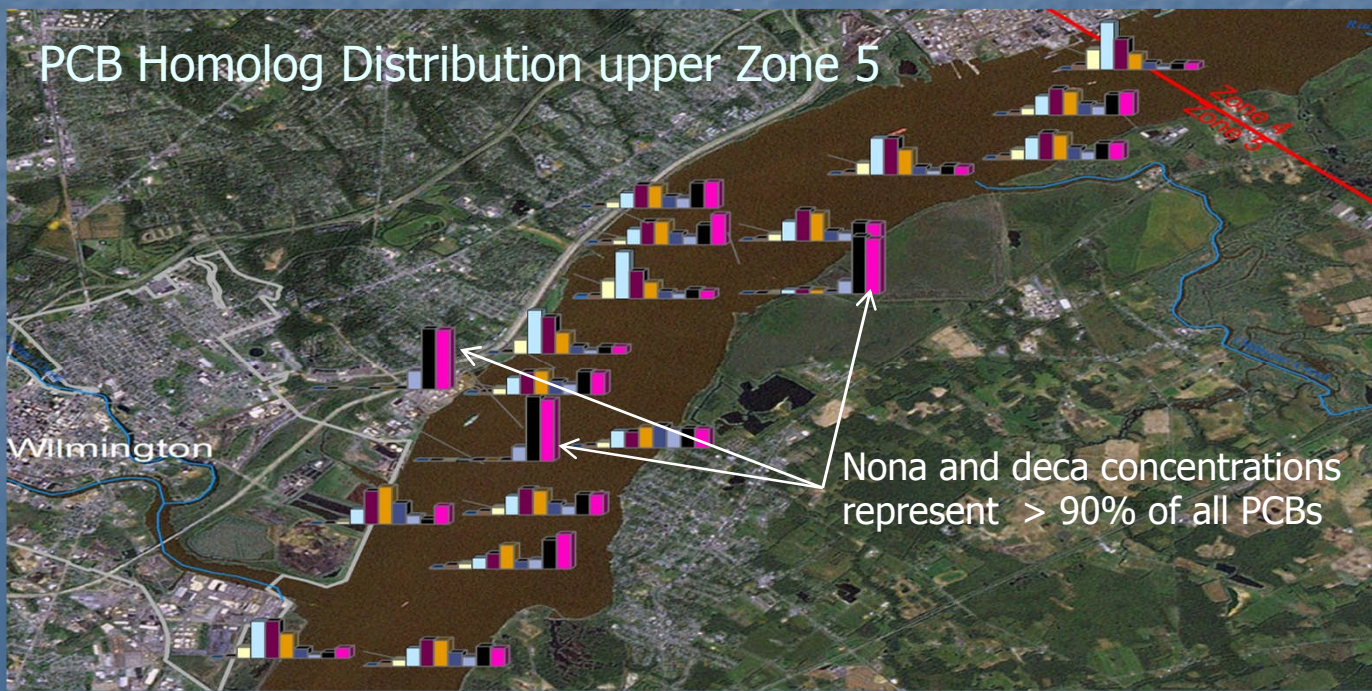 PCB Homolog Distribution upper Zone 5
Zone 4
Zone 5
Wilmington
Nona and deca concentrations
represent > 90% of all PCBs